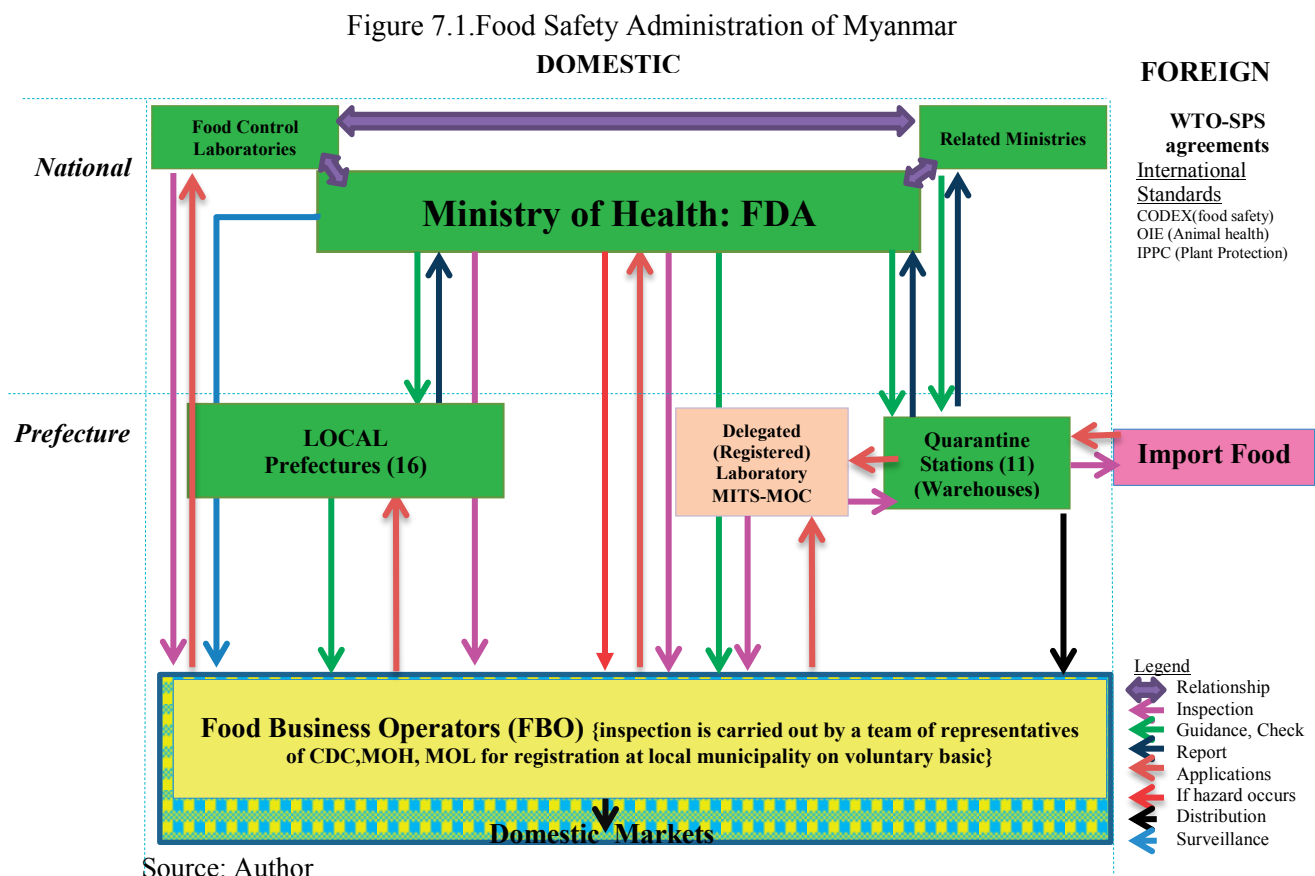 Figure 7.1.Food Safety Administration of Myanmar
DOMESTIC
FOREIGN
National
Food Control
Laboratories
Related Ministries
Ministry of Health: FDA
WTO-SPS
agreements
International
Standards
CODEX(food safety)
OIE (Animal health)
IPPC (Plant Protection)
Prefecture
LOCAL
Prefectures (16)
Delegated
(Registered)
Laboratory
MITS-MOC
Quarantine
Stations (11)
(Warehouses)
Import Food
Food Business Operators (FBO) {inspection is carried out by a team of representatives
of CDC,MOH, MOL for registration at local municipality on voluntary basic}
Domestic Markets
Legend
Relationship
Inspection
Guidance, Check
Report
Applications
If hazard occurs
Distribution
Surveillance
Source: Author